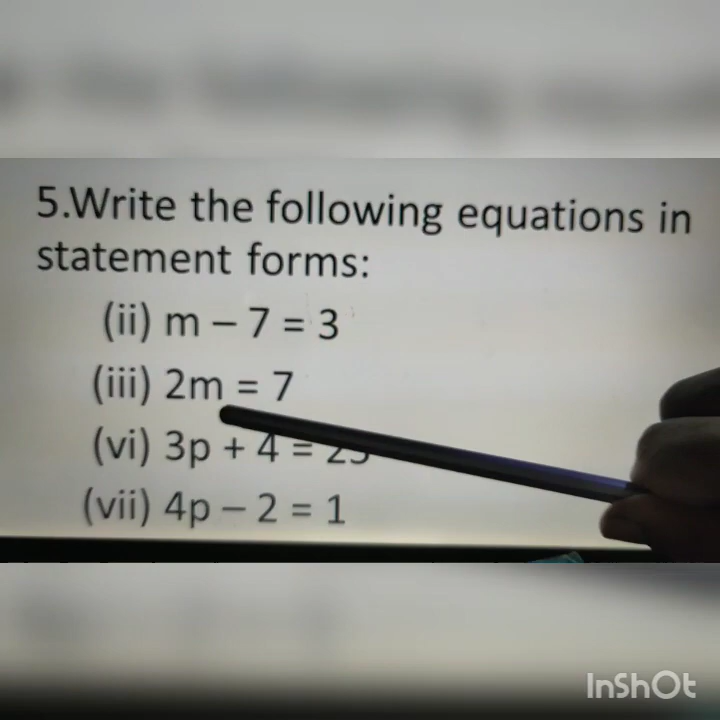 5.Write the following equations in
statement forms:
(ii) m – 7 = 3
(iii) 2m = 7
(vi) 3p + 4 =
(vii) 4p – 2 = 1
InShOt